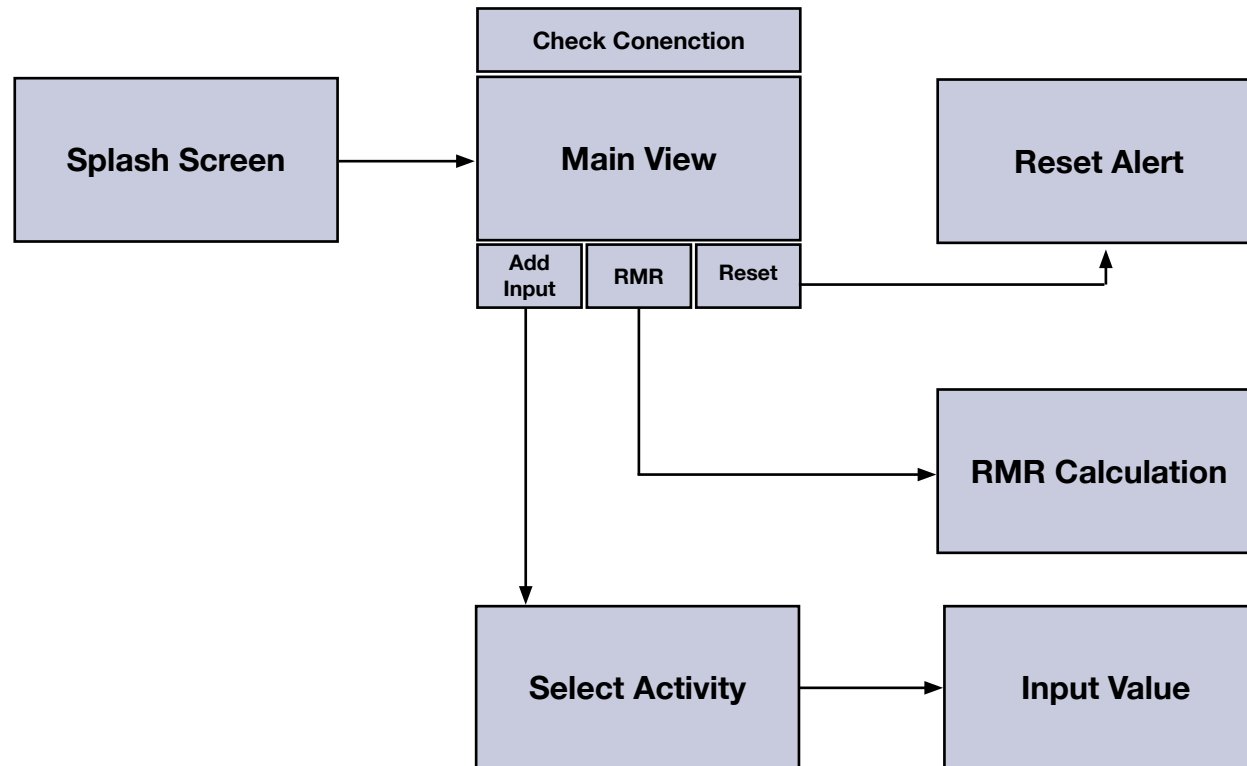 Check Conenction
Splash Screen
Main View
Reset Alert
Add
Input
RMR
Reset
RMR Calculation
Select Activity
Input Value